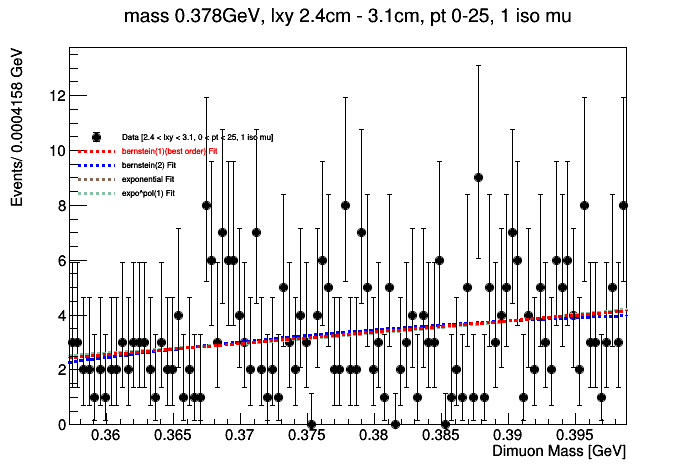 mass 0.378GeV, lxy 2.4cm - 3.1cm, pt 0-25, 1 iso mu
Events/ 0.0004158 GeV
12
10
8
6
4
2
0
Data [2.4 < lxy < 3.1, 0 < pt < 25, 1 iso mu]
bernstein(1)(best order) Fit
bernstein(2) Fit
exponential Fit
expo*pol(1) Fit
0.36 0.365 0.37 0.375 0.38 0.385 0.39 0.395
Dimuon Mass [GeV]